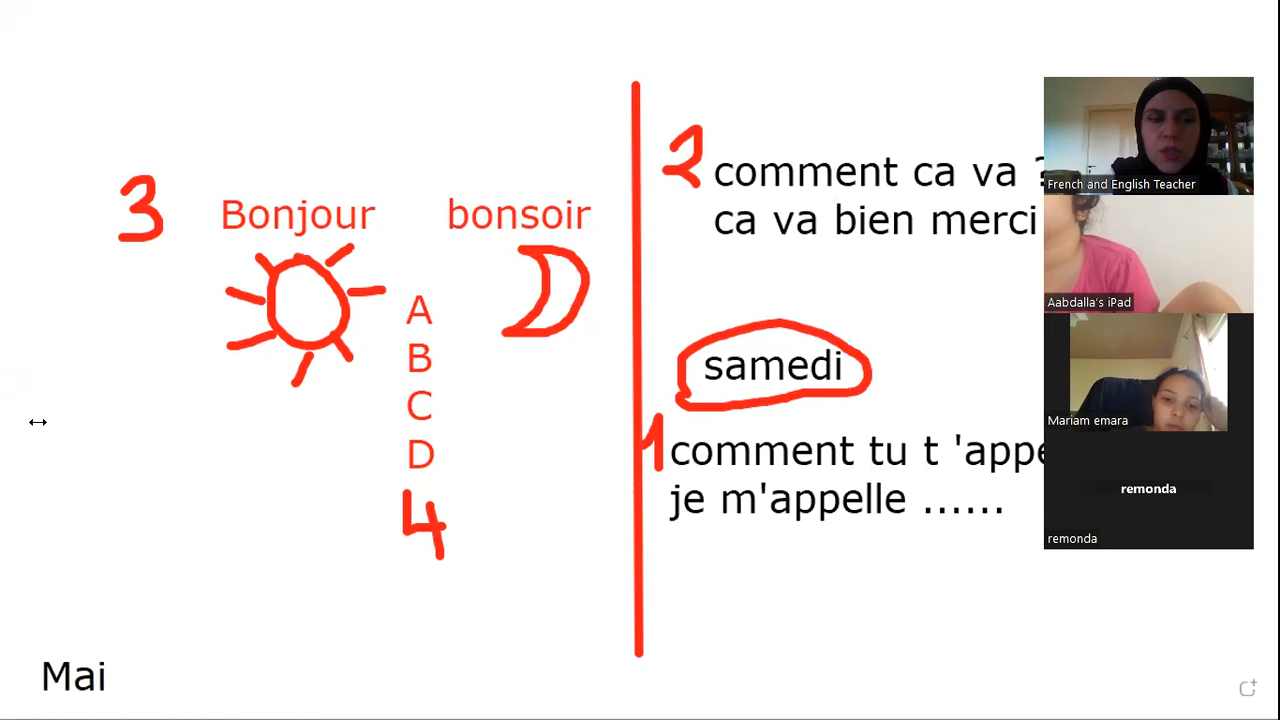 3
Bonjour bonsoir
A
B
C
D
4
Mai
2
comment ca va ?
ca va bien merci
samedi
1
comment tu t 'appe
je m'appelle ......
French and English Teacher
Aabdalla's iPad
Mariam emara
remonda
remonda